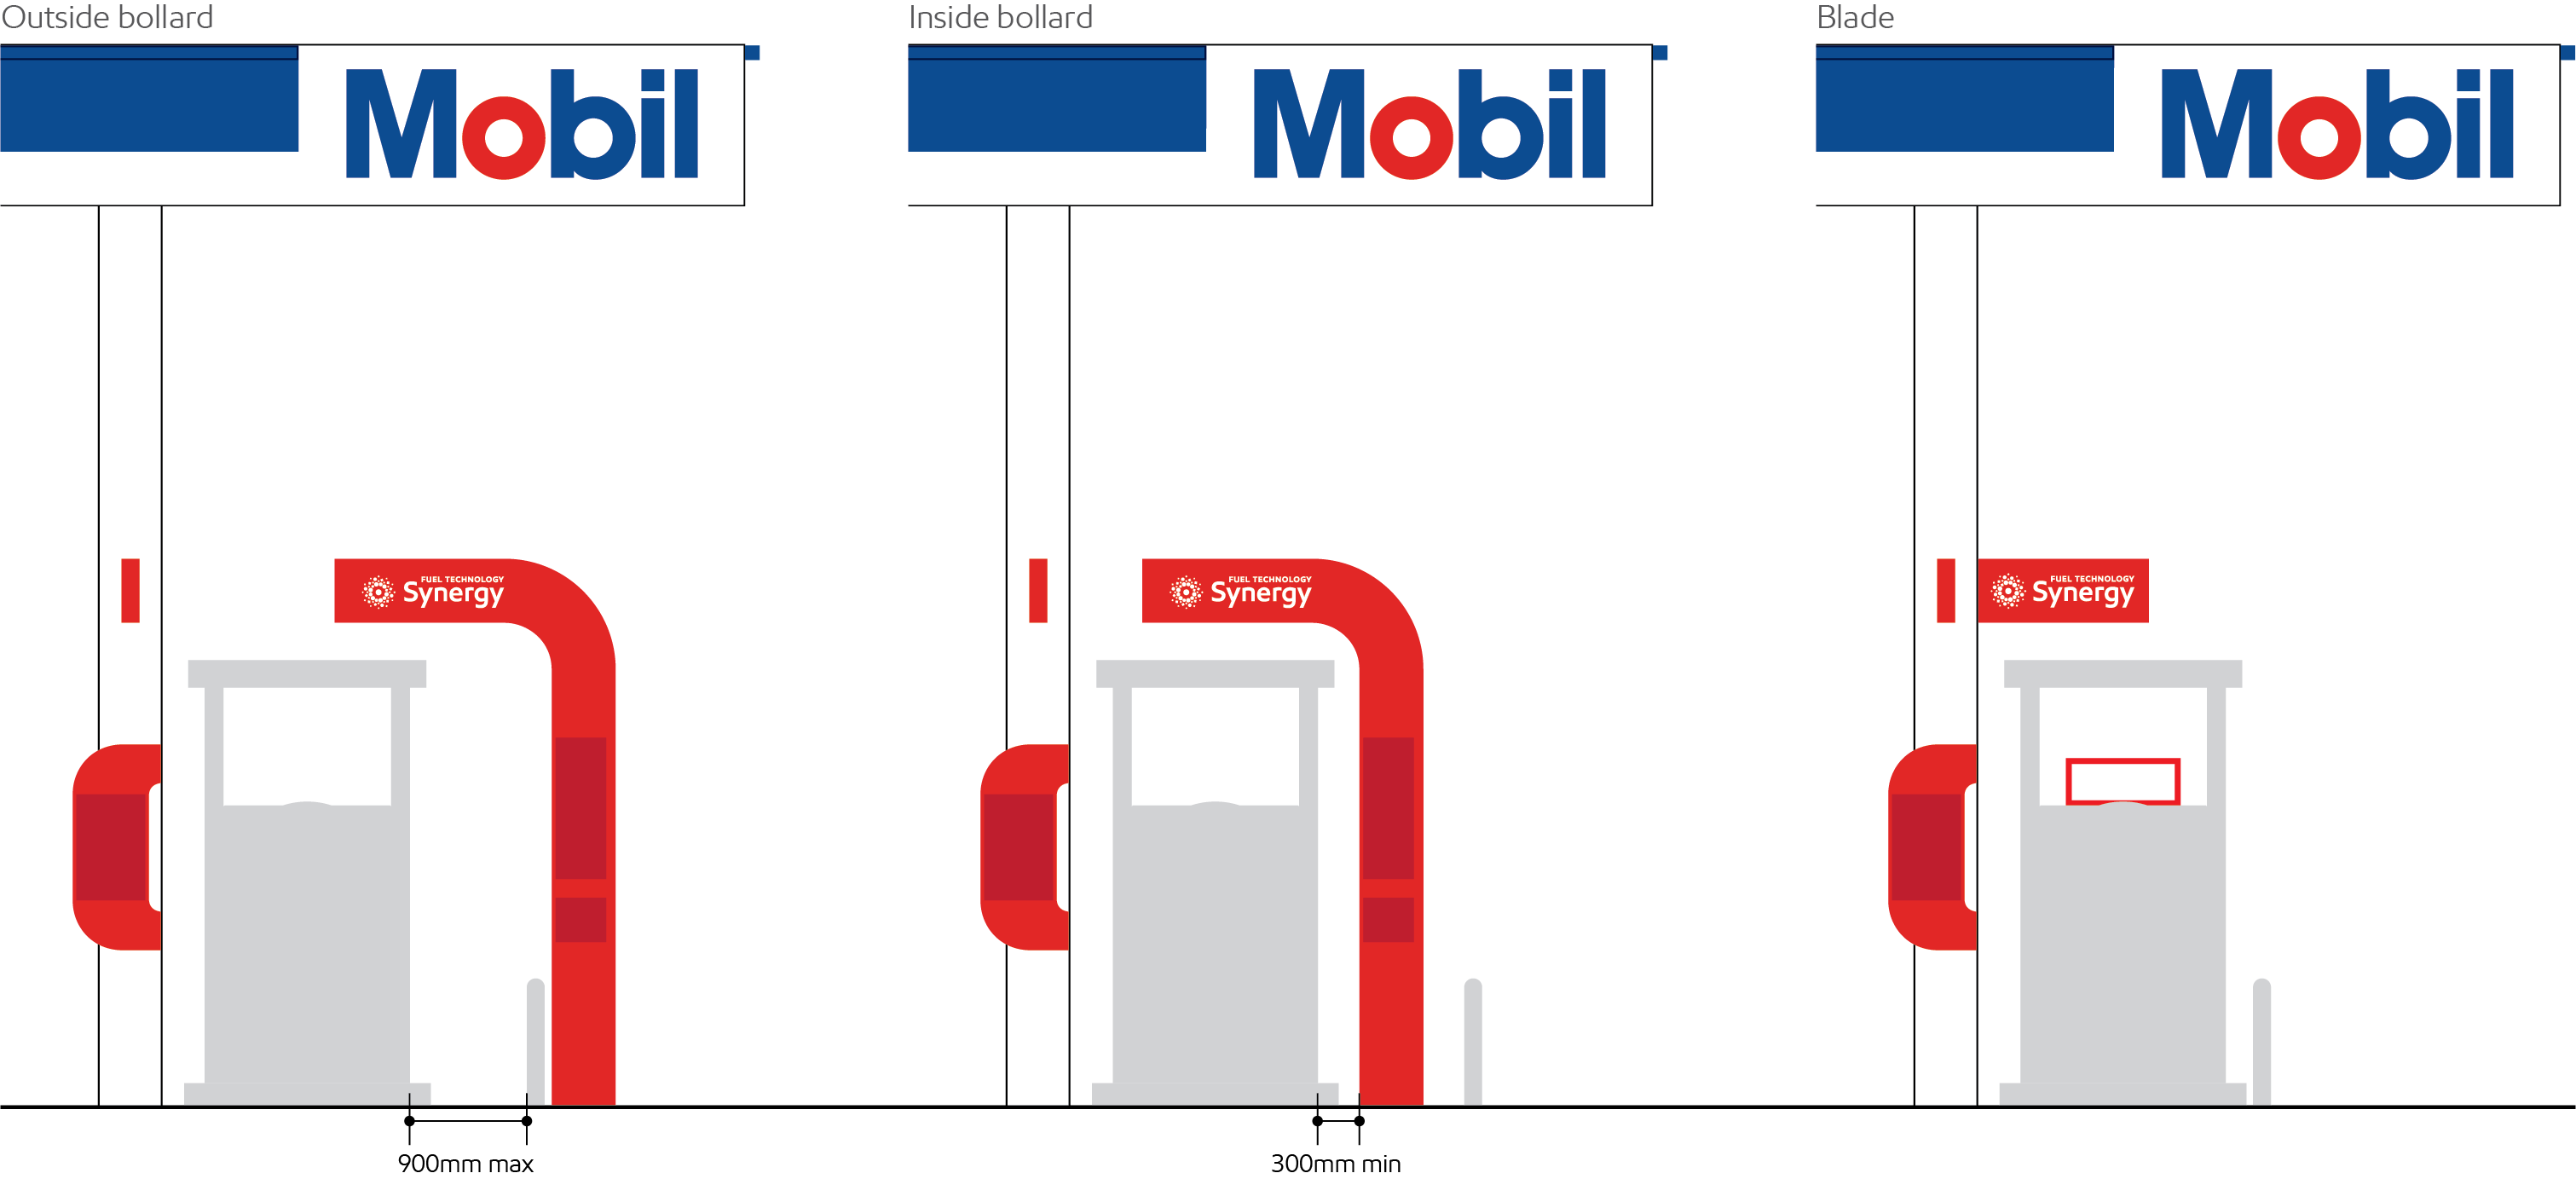 Outside bollard
Mobil
FUEL TECHNOLOGY
Synergy
900mm max
Inside bollard
Mobil
FUEL TECHNOLOGY
Synergy
300mm min
Blade
Mobil
FUEL TECHNOLOGY
Synergy